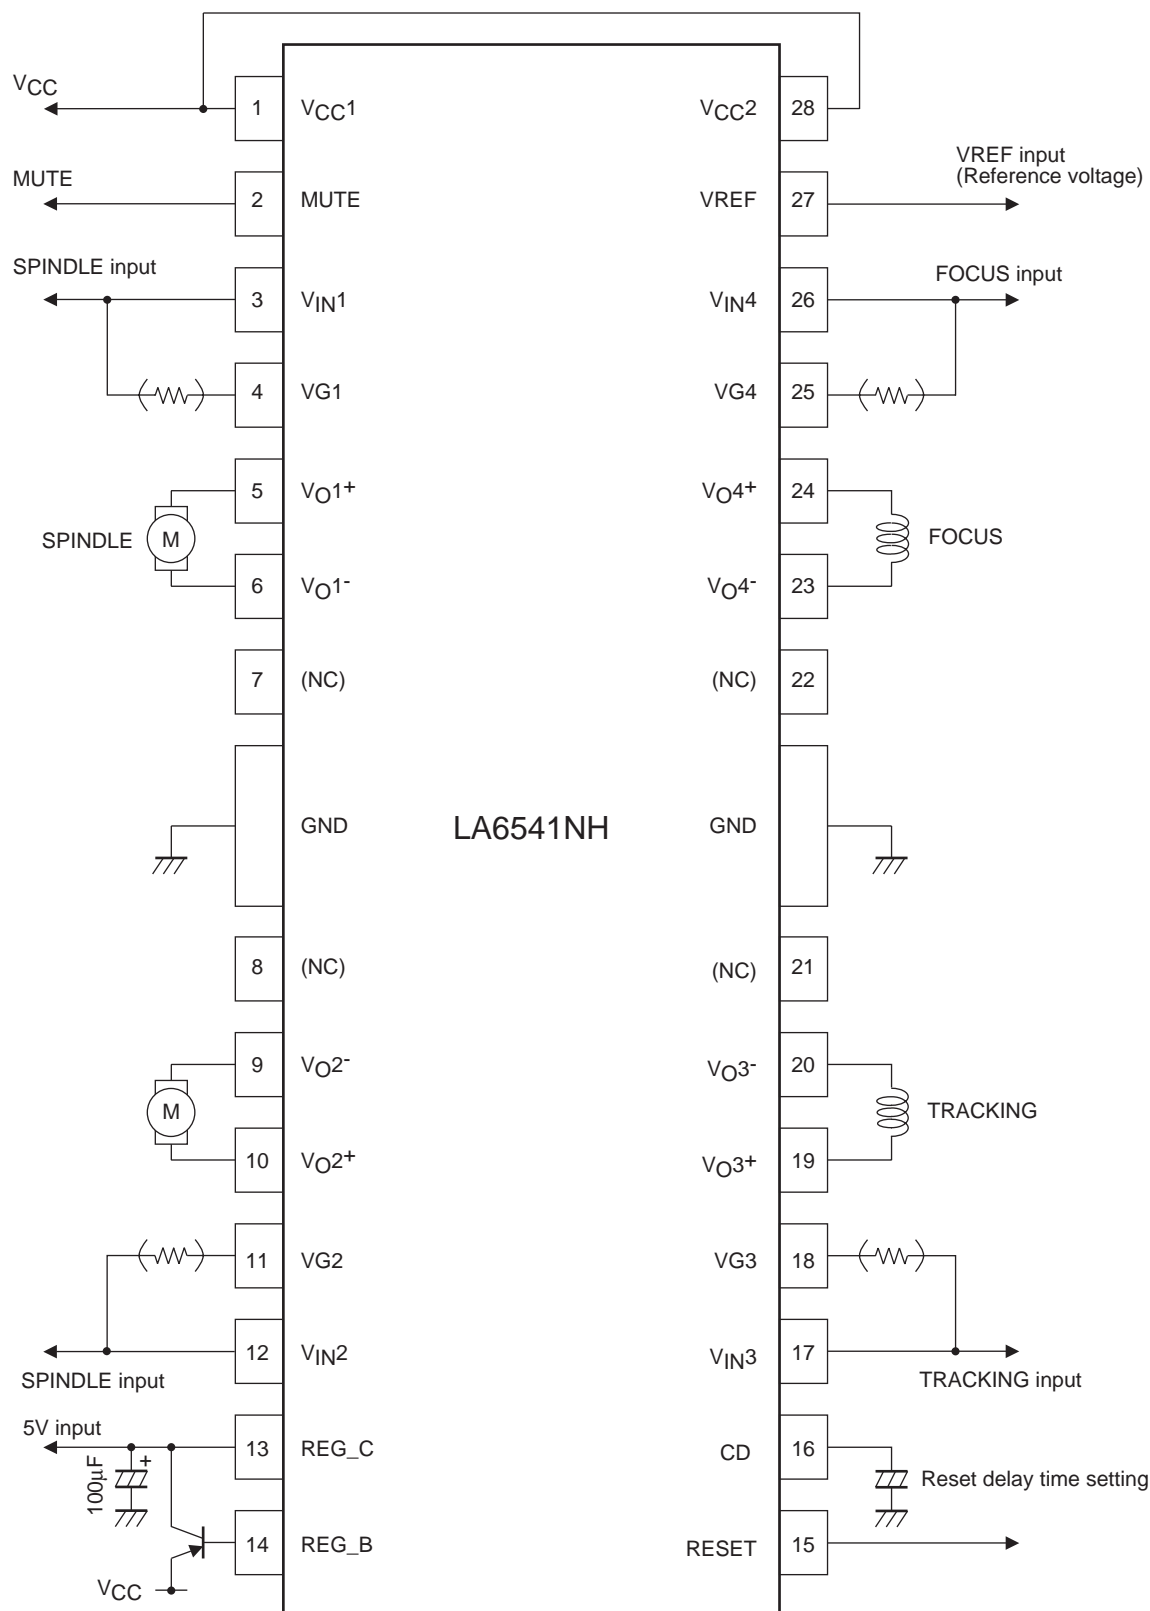 VCC
1 VCC1
VCC2 28
MUTE
2 MUTE
VREF 27
VREF input
(Reference voltage)
SPINDLE input
3 VIN1
VIN4 26
FOCUS input
4 VG1
VG4 25
5 VO1+
VO4+ 24
SPINDLE
M
FOCUS
6 VO1-
VO4- 23
7 (NC)
(NC) 22
GND
LA6541NH
GND
8 (NC)
(NC) 21
9 VO2-
VO3- 20
M
TRACKING
10 VO2+
VO3+ 19
11 VG2
VG3 18
12 VIN2
VIN3 17
SPINDLE input
TRACKING input
5V input
13 REG_C
CD 16
100µF
+
Reset delay time setting
14 REG_B
RESET 15
VCC